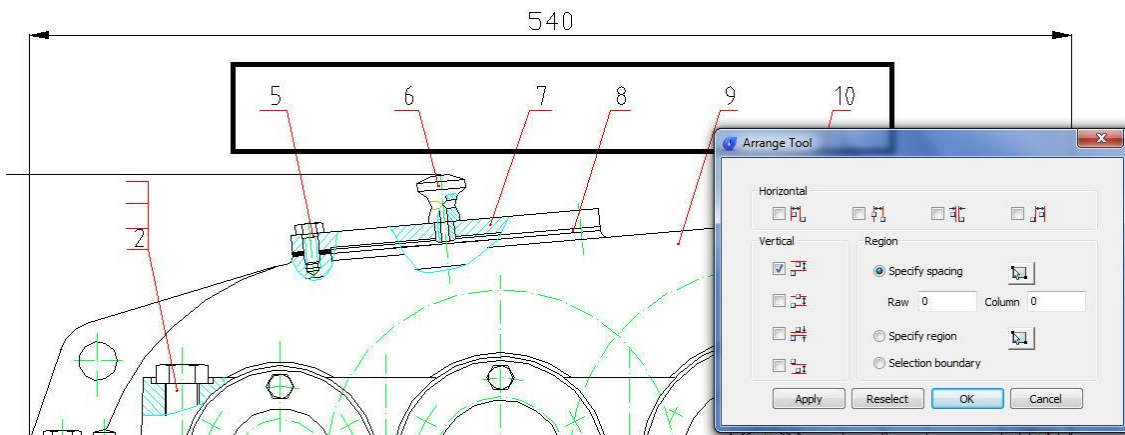 540
5 6 7 8 9 10
Arrange Tool
Horizontal
Vertical
Region
Specify spacing
Raw 0 Column 0
Specify region
Selection boundary
Apply Reselect OK Cancel
2